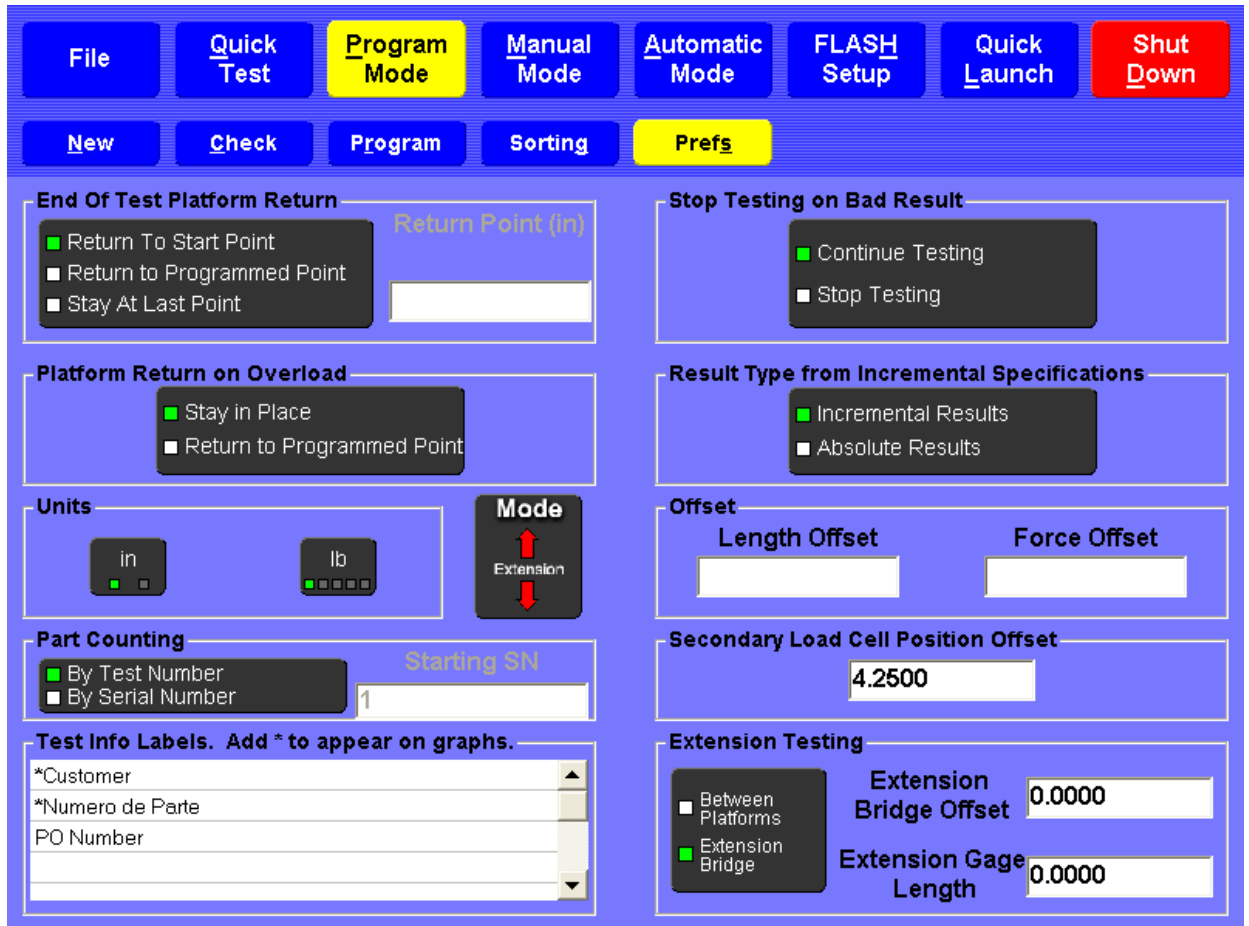 File
Quick
Test
Program
Mode
Manual
Mode
Automatic
Mode
FLASH
Setup
Quick
Launch
Shut
Down
New
Check
Program
Sorting
Prefs
End Of Test Platform Return
Return To Start Point
Return to Programmed Point
Stay At Last Point
Return Point (in)
Stop Testing on Bad Result
Continue Testing
Stop Testing
Platform Return on Overload
Stay in Place
Return to Programmed Point
Result Type from Incremental Specifications
Incremental Results
Absolute Results
Units
in
lb
Mode
Extension
Offset
Length Offset
Force Offset
Part Counting
By Test Number
By Serial Number
Starting SN
1
Secondary Load Cell Position Offset
4.2500
Test Info Labels.  Add * to appear on graphs.
*Customer
*Numero de Parte
PO Number
Extension Testing
Between
Platforms
Extension
Bridge
Extension
Bridge Offset
0.0000
Extension Gage
Length
0.0000